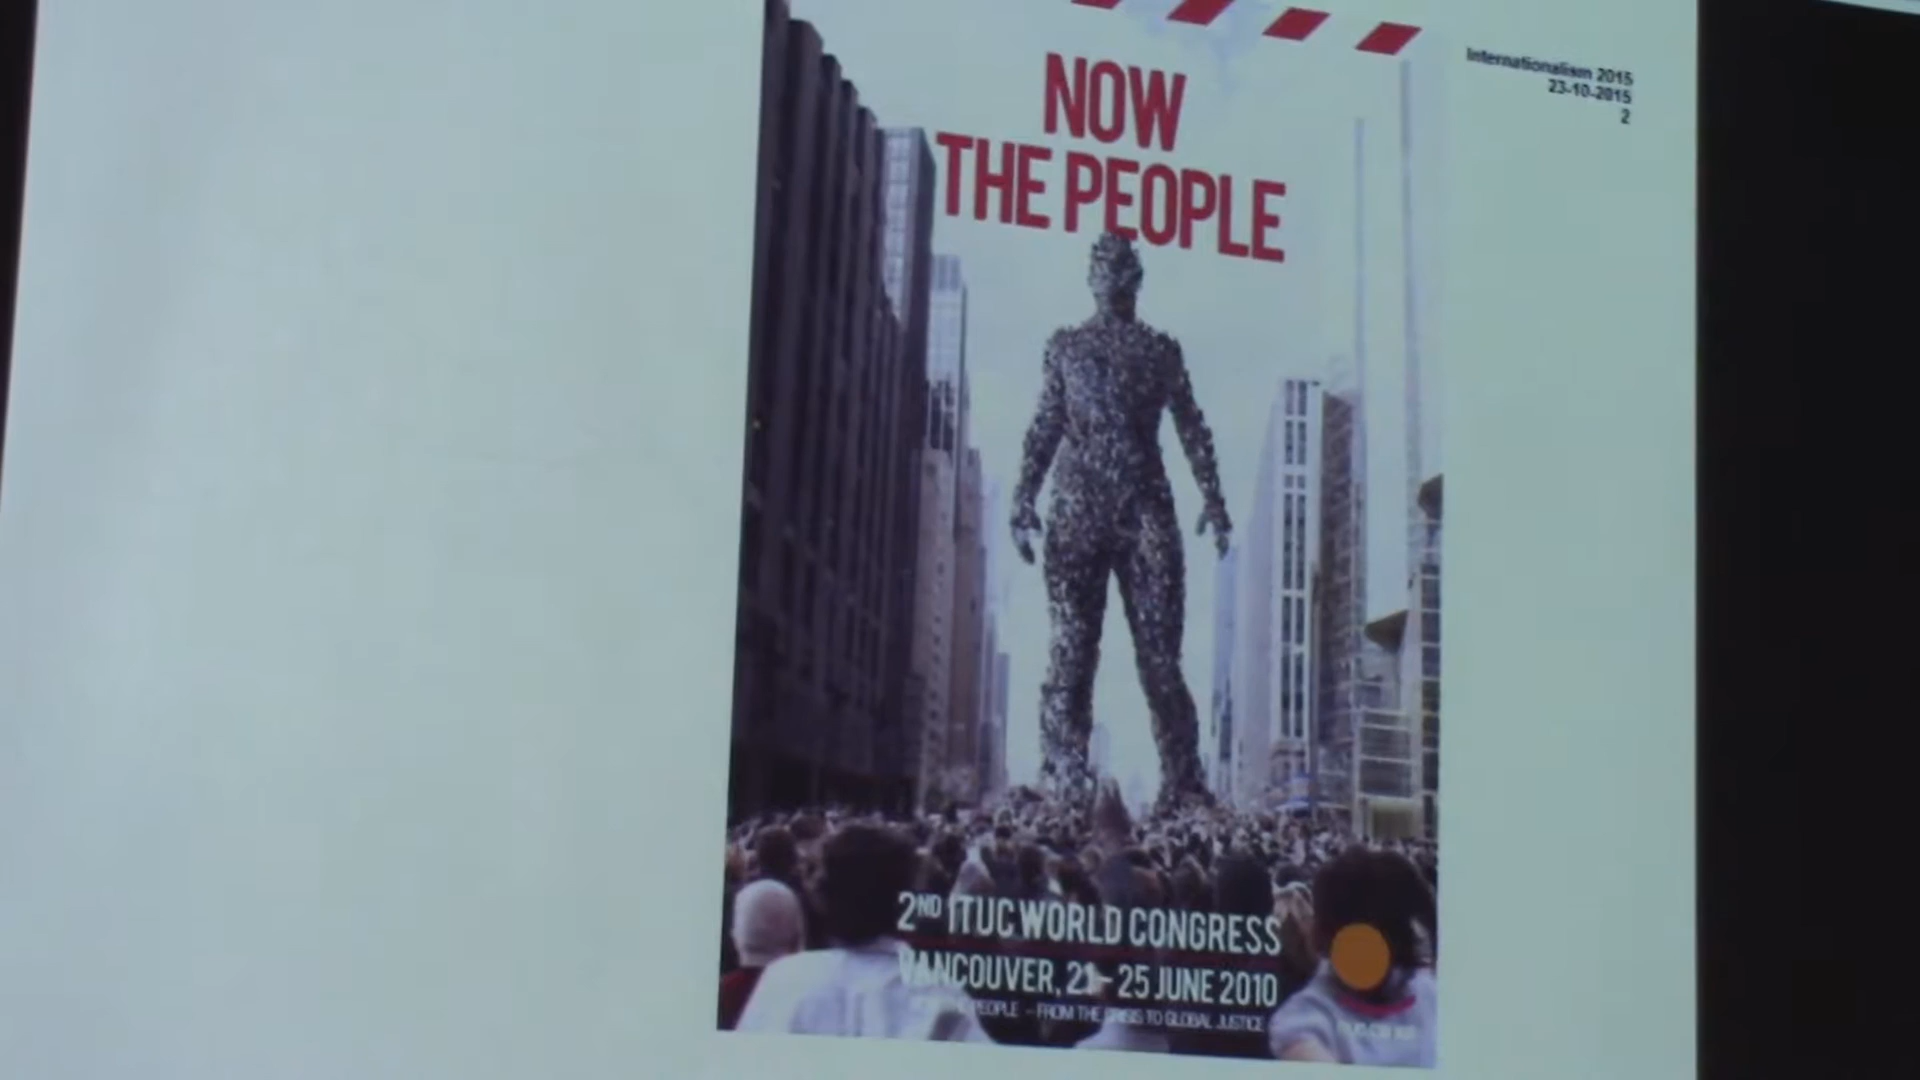 NOW
THE PEOPLE
Internationalism 2015
23-10-2015
2
2ND ITUC WORLD CONGRESS
VANCOUVER, 21-25 JUNE 2010
PEOPLE - FROM THE CRISIS TO GLOBAL JUSTICE